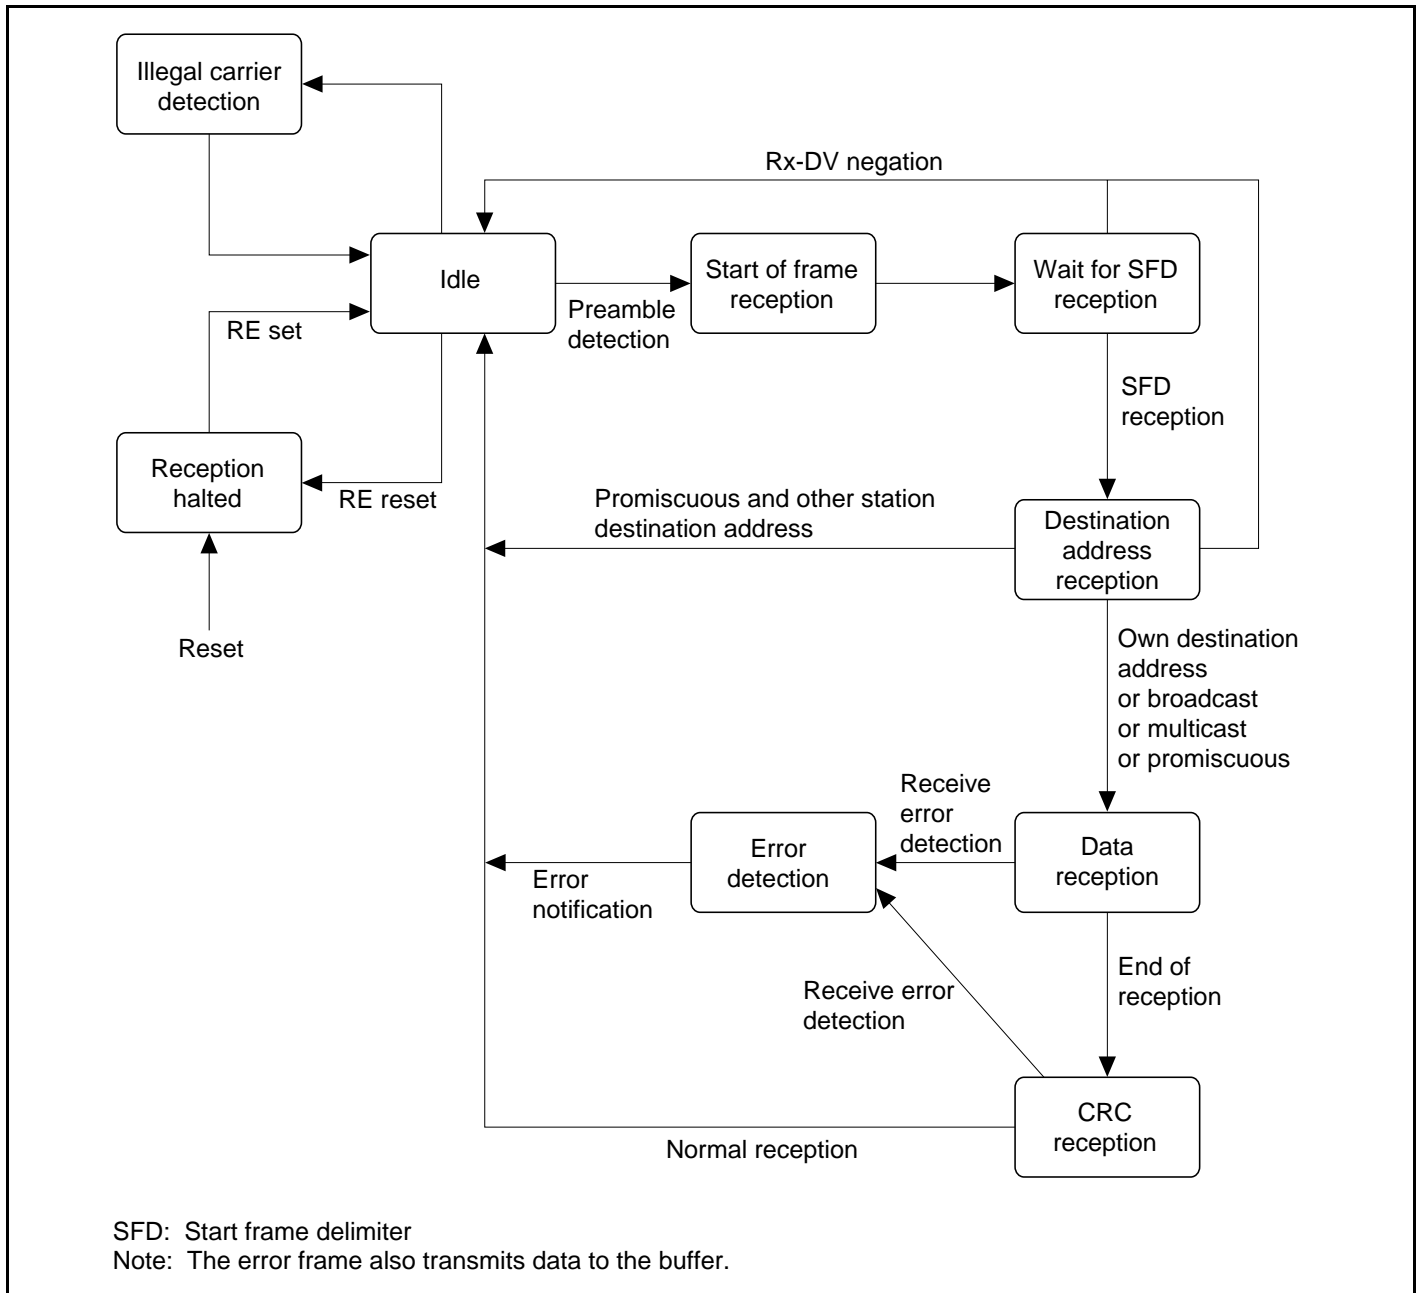 Illegal carrier
detection
Rx-DV negation
Idle
Start of frame
reception
Wait for SFD
reception
Preamble
detection
RE set
SFD
reception
Reception
halted
RE reset
Promiscuous and other station
destination address
Destination
address
reception
Reset
Own destination
address
or broadcast
or multicast
or promiscuous
Receive
error
detection
Error
detection
Data
reception
Error
notification
End of
reception
Receive error
detection
CRC
reception
Normal reception
SFD:  Start frame delimiter
Note:  The error frame also transmits data to the buffer.